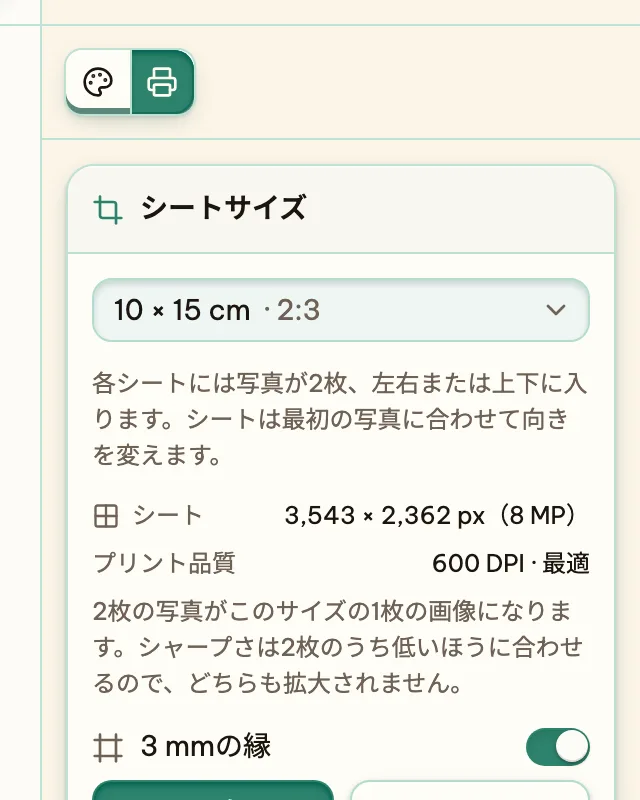 シートサイズ
10 × 15 cm · 2:3
各シートには写真が2枚、左右または上下に入
ります。シートは最初の写真に合わせて向き
を変えます。
シート 3,543 × 2,362 px（8 MP）
プリント品質 600 DPI · 最適
2枚の写真がこのサイズの1枚の画像になりま
す。シャープさは2枚のうち低いほうに合わせ
るので、どちらも拡大されません。
3 mmの縁